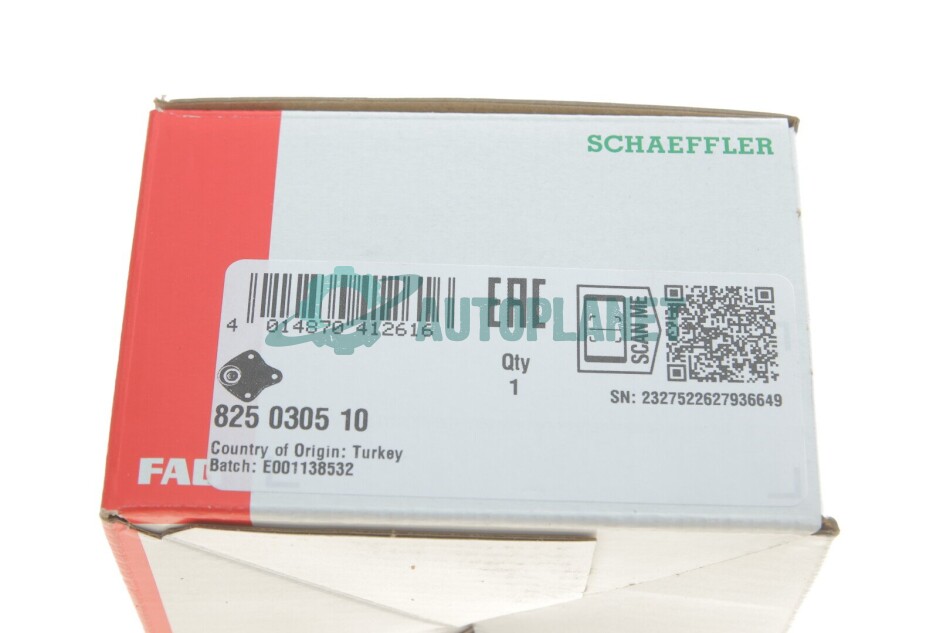 SCHAEFFLER
4 014870 412616
EAC
AUTOPLANET
SCAN ME
Qty
1
SN: 2327522627936649
825 0305 10
Country of Origin: Turkey
Batch: E001138532
FAG